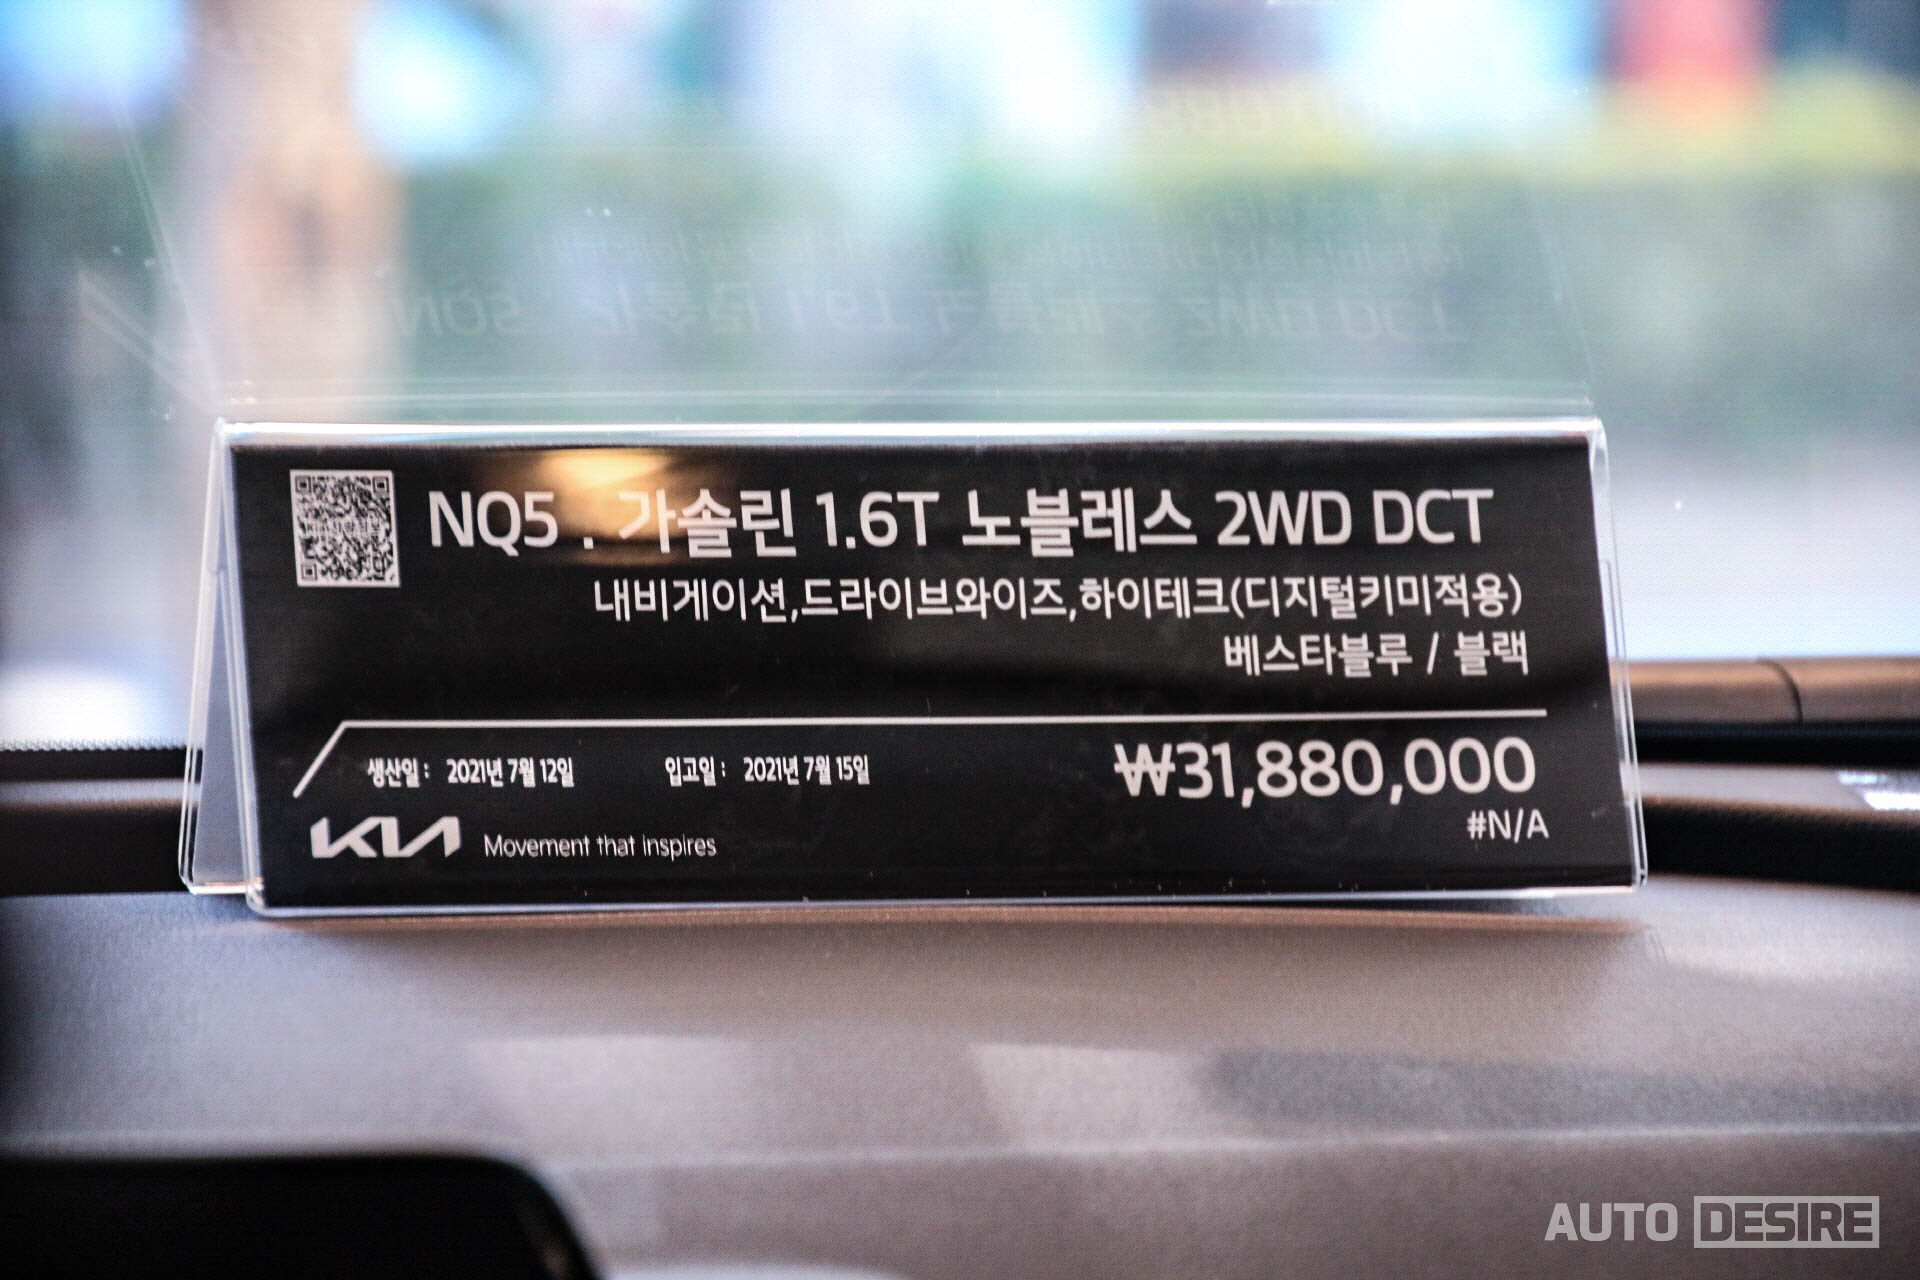 NQ5 . 가솔린 1.6T 노블레스 2WD DCT
내비게이션,드라이브와이즈,하이테크(디지털키미적용)
베스타블루 / 블랙
생산일 : 2021년 7월 12일 입고일 : 2021년 7월 15일
₩31,880,000
#N/A
KIA Movement that inspires
AUTO DESIRE